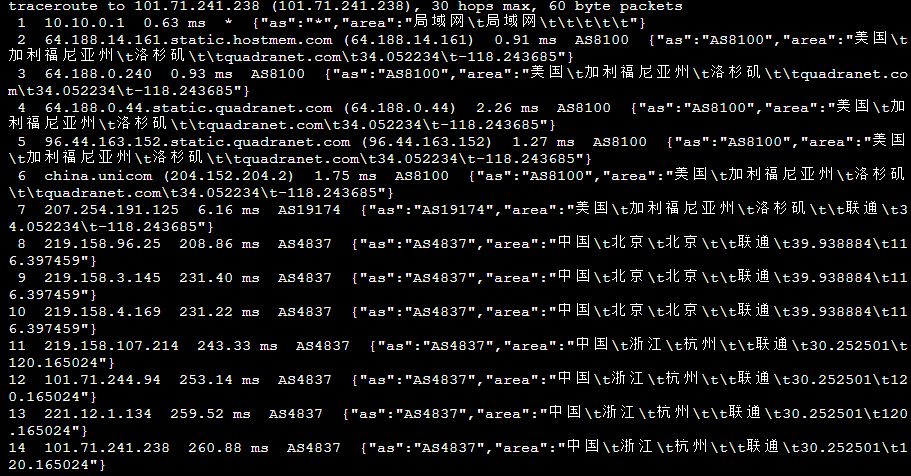 traceroute to 101.71.241.238 (101.71.241.238), 30 hops max, 60 byte packets
1  10.10.0.1  0.63 ms  *  {"as":"*","area":"局域网\t局域网\t\t\t\t\t"}
2  64.188.14.161.static.hostmem.com (64.188.14.161)  0.91 ms  AS8100  {"as":"AS8100","area":"美国\t
加利福尼亚州\t洛杉矶\t\tquadranet.com\t34.052234\t-118.243685"}
3  64.188.0.240  0.93 ms  AS8100  {"as":"AS8100","area":"美国\t加利福尼亚州\t洛杉矶\t\tquadranet.co
m\t34.052234\t-118.243685"}
4  64.188.0.44.static.quadranet.com (64.188.0.44)  2.26 ms  AS8100  {"as":"AS8100","area":"美国\t加
利福尼亚州\t洛杉矶\t\tquadranet.com\t34.052234\t-118.243685"}
5  96.44.163.152.static.quadranet.com (96.44.163.152)  1.27 ms  AS8100  {"as":"AS8100","area":"美国
\t加利福尼亚州\t洛杉矶\t\tquadranet.com\t34.052234\t-118.243685"}
6  china.unicom (204.152.204.2)  1.75 ms  AS8100  {"as":"AS8100","area":"美国\t加利福尼亚州\t洛杉矶
\t\tquadranet.com\t34.052234\t-118.243685"}
7  207.254.191.125  6.16 ms  AS19174  {"as":"AS19174","area":"美国\t加利福尼亚州\t洛杉矶\t\t联通\t3
4.052234\t-118.243685"}
8  219.158.96.25  208.86 ms  AS4837  {"as":"AS4837","area":"中国\t北京\t北京\t\t联通\t39.938884\t11
6.397459"}
9  219.158.3.145  231.40 ms  AS4837  {"as":"AS4837","area":"中国\t北京\t北京\t\t联通\t39.938884\t11
6.397459"}
10  219.158.4.169  231.22 ms  AS4837  {"as":"AS4837","area":"中国\t北京\t北京\t\t联通\t39.938884\t11
6.397459"}
11  219.158.107.214  243.33 ms  AS4837  {"as":"AS4837","area":"中国\t浙江\t杭州\t\t联通\t30.252501\t
120.165024"}
12  101.71.244.94  253.14 ms  AS4837  {"as":"AS4837","area":"中国\t浙江\t杭州\t\t联通\t30.252501\t12
0.165024"}
13  221.12.1.134  259.52 ms  AS4837  {"as":"AS4837","area":"中国\t浙江\t杭州\t\t联通\t30.252501\t120
.165024"}
14  101.71.241.238  260.88 ms  AS4837  {"as":"AS4837","area":"中国\t浙江\t杭州\t\t联通\t30.252501\t1
20.165024"}